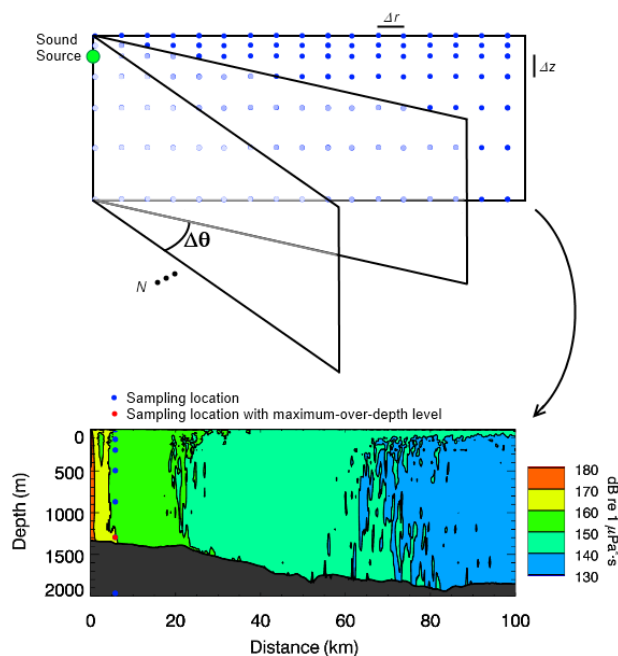 Sound
Source
Δr
Δz
Δθ
N
Sampling location
Sampling location with maximum-over-depth level
Depth (m)
0
500
1000
1500
2000
0
20
40
60
80
100
Distance (km)
180
170
160
150
140
130
dB re 1 μPa²·s